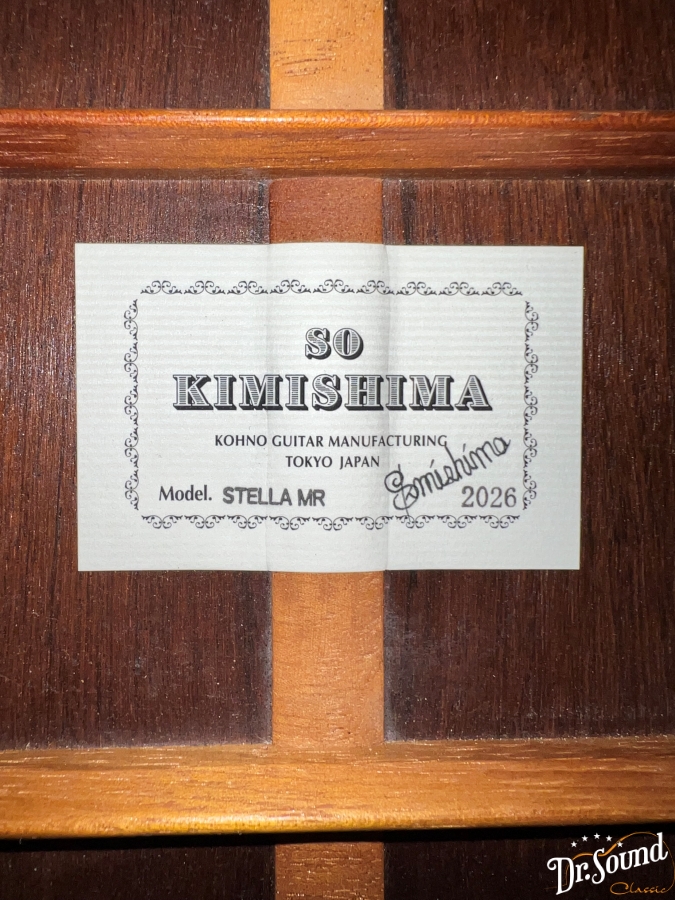 SO
KIMISHIMA
KOHNO GUITAR MANUFACTURING
TOKYO JAPAN
Model. STELLA MR
Kimishima
2026
Dr.Sound
Classic